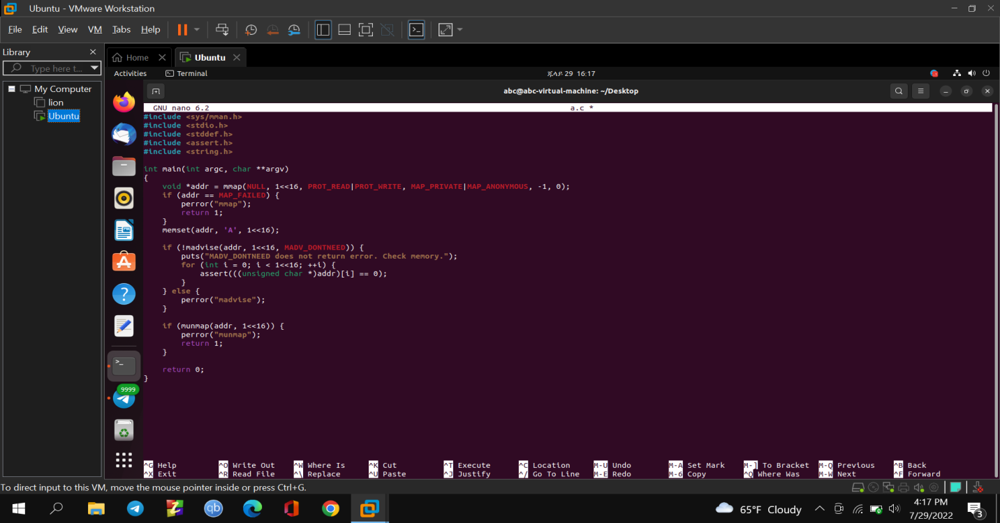 Ubuntu - VMware Workstation
File Edit View VM Tabs Help
Library
Type here t...
My Computer
lion
Ubuntu
Home
Ubuntu
Activities
Terminal
ጁላይ 29 16:17
abc@abc-virtual-machine: ~/Desktop
GNU nano 6.2 a.c *
#include <sys/mman.h>
#include <stdio.h>
#include <stddef.h>
#include <assert.h>
#include <string.h>
int main(int argc, char **argv)
{
void *addr = mmap(NULL, 1<<16, PROT_READ|PROT_WRITE, MAP_PRIVATE|MAP_ANONYMOUS, -1, 0);
if (addr == MAP_FAILED) {
perror("mmap");
return 1;
}
memset(addr, 'A', 1<<16);
if (!madvise(addr, 1<<16, MADV_DONTNEED)) {
puts("MADV_DONTNEED does not return error. Check memory.");
for (int i = 0; i < 1<<16; ++i) {
assert(((unsigned char *)addr)[i] == 0);
}
} else {
perror("madvise");
}
if (munmap(addr, 1<<16)) {
perror("munmap");
return 1;
}
return 0;
}
9999
^G Help ^O Write Out ^W Where Is ^K Cut ^T Execute ^C Location M-U Undo M-A Set Mark M-] To Bracket M-Q Previous ^B Back
^X Exit ^R Read File ^\ Replace ^U Paste ^J Justify ^/ Go To Line M-E Redo M-6 Copy ^Q Where Was M-W Next ^F Forward
To direct input to this VM, move the mouse pointer inside or press Ctrl+G.
qb
65°F Cloudy
4:17 PM
7/29/2022
3